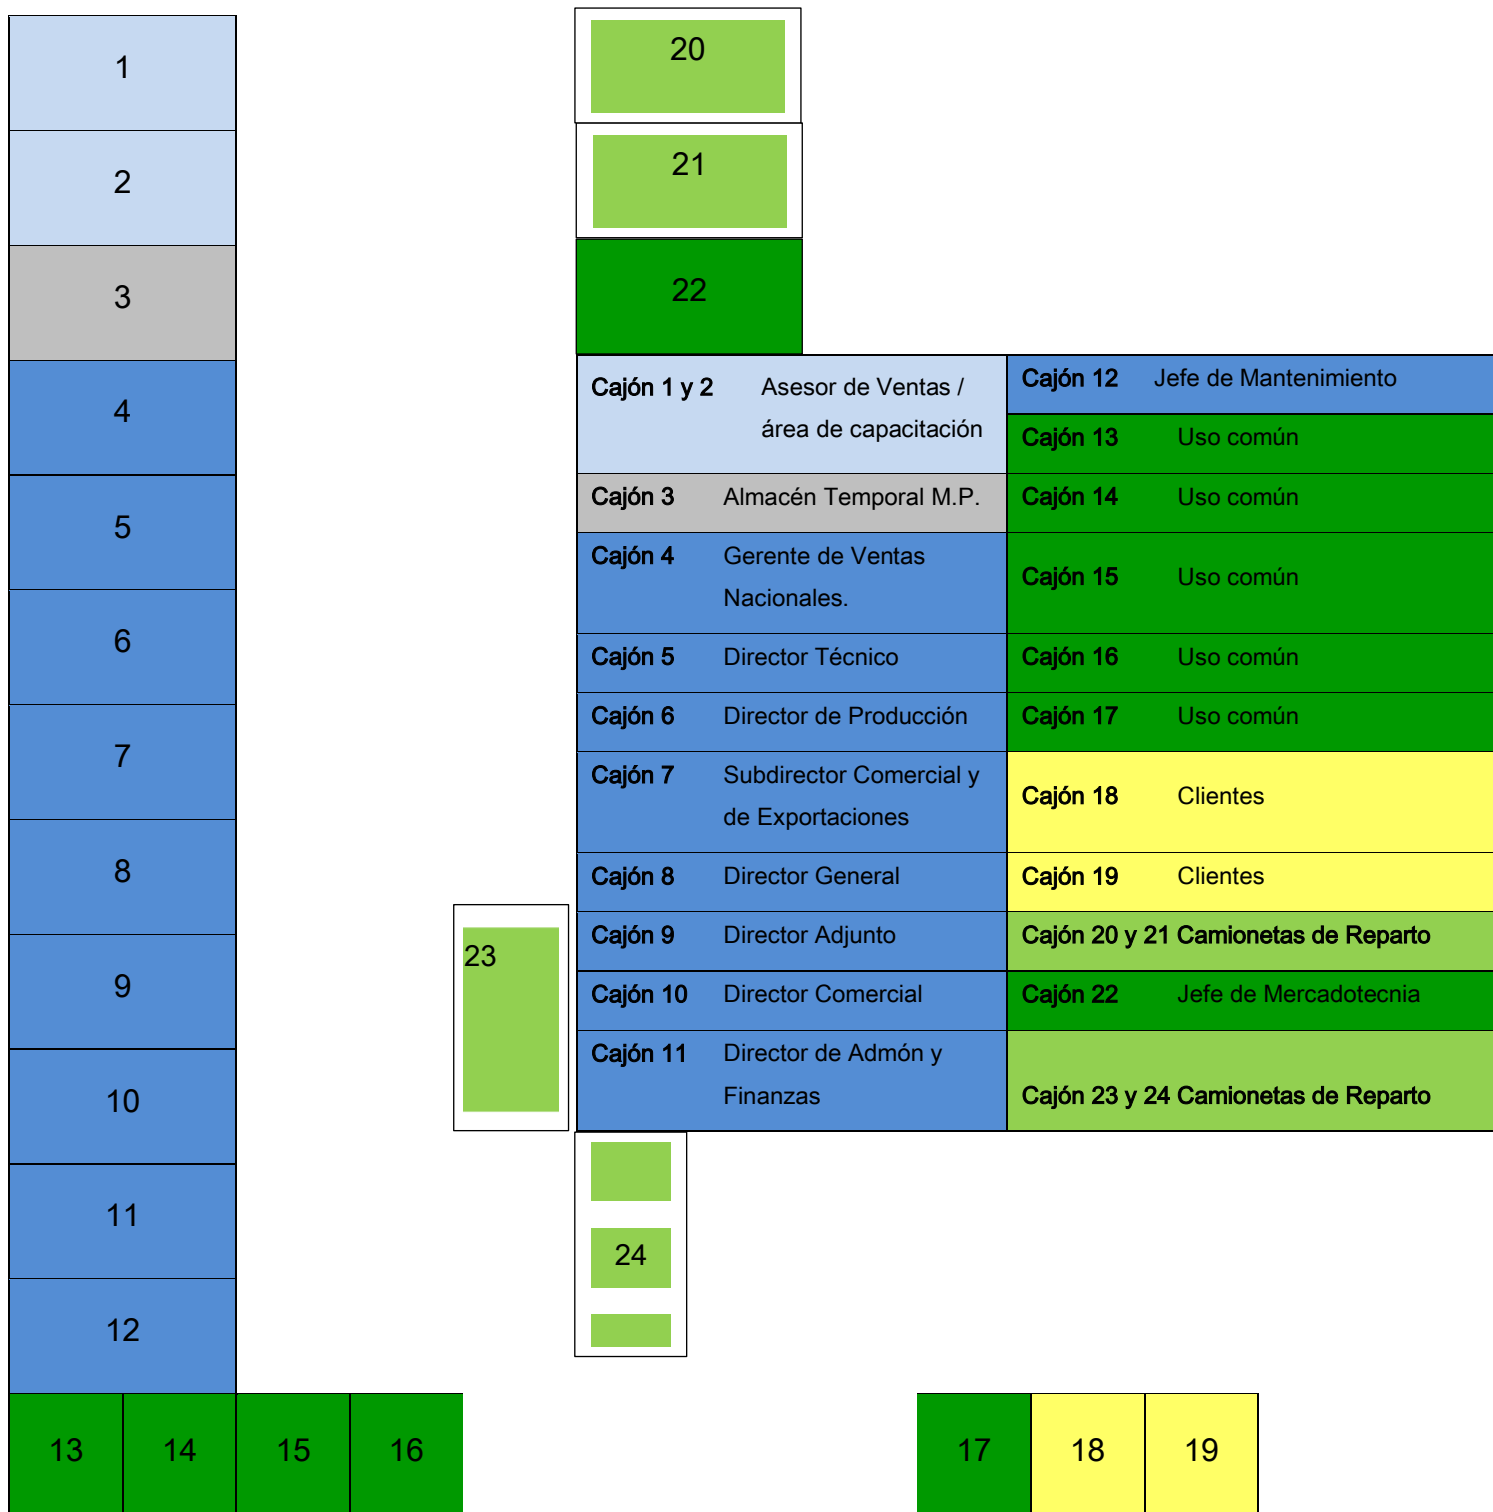 1
2
3
4
5
6
7
8
9
10
11
12
13 14 15 16
20
21
22
Cajón 1 y 2 Asesor de Ventas /
área de capacitación
Cajón 3 Almacén Temporal M.P.
Cajón 4 Gerente de Ventas
Nacionales.
Cajón 5 Director Técnico
Cajón 6 Director de Producción
Cajón 7 Subdirector Comercial y
de Exportaciones
Cajón 8 Director General
Cajón 9 Director Adjunto
Cajón 10 Director Comercial
Cajón 11 Director de Admón y
Finanzas
Cajón 12 Jefe de Mantenimiento
Cajón 13 Uso común
Cajón 14 Uso común
Cajón 15 Uso común
Cajón 16 Uso común
Cajón 17 Uso común
Cajón 18 Clientes
Cajón 19 Clientes
Cajón 20 y 21 Camionetas de Reparto
Cajón 22 Jefe de Mercadotecnia
Cajón 23 y 24 Camionetas de Reparto
23
24
17 18 19